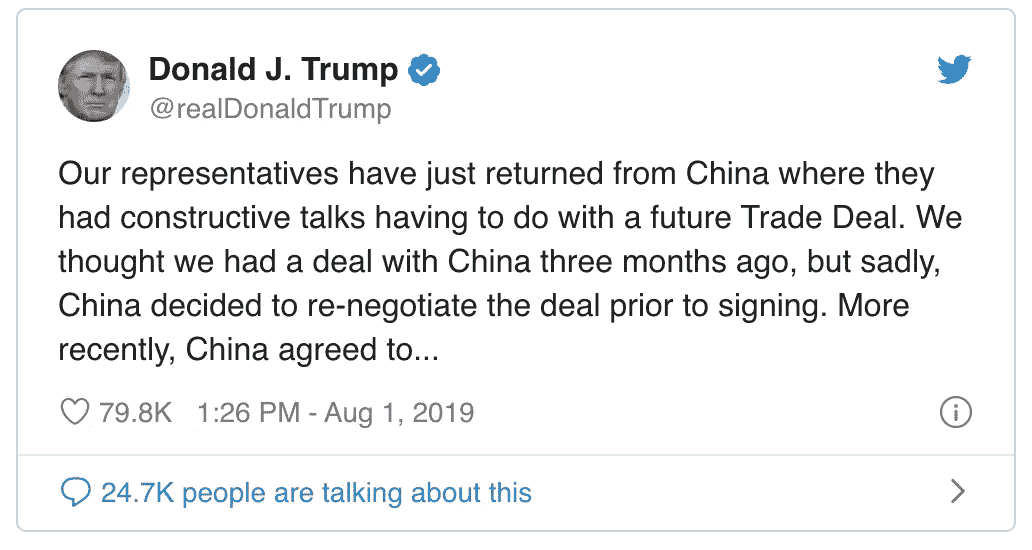 Donald J. Trump
@realDonaldTrump
Our representatives have just returned from China where they
had constructive talks having to do with a future Trade Deal. We
thought we had a deal with China three months ago, but sadly,
China decided to re-negotiate the deal prior to signing. More
recently, China agreed to...
79.8K 1:26 PM - Aug 1, 2019
24.7K people are talking about this